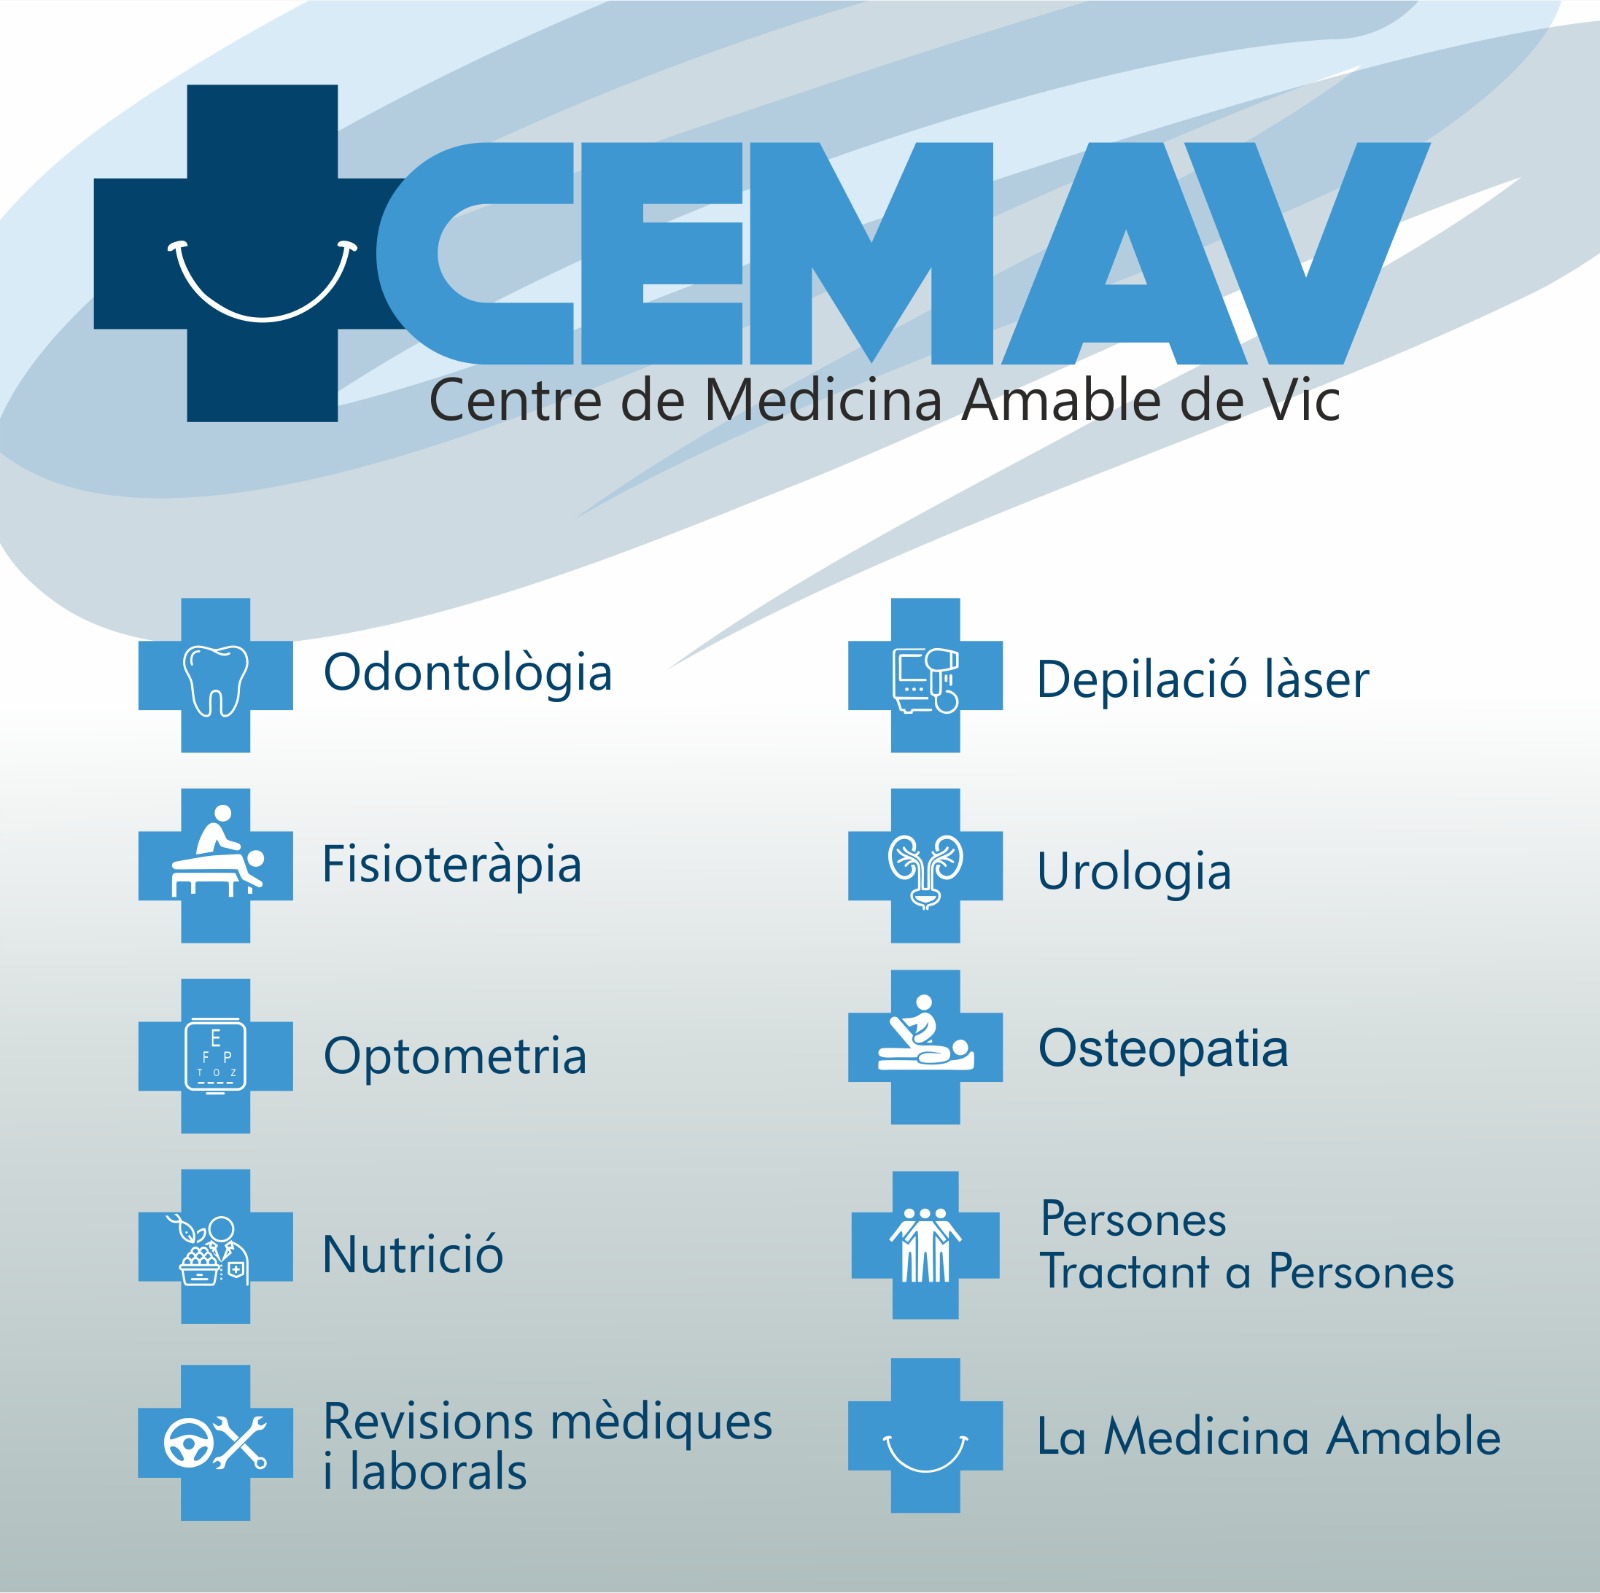 CEMAV
Centre de Medicina Amable de Vic
Odontològia
Fisioteràpia
E
F P
T O Z
Optometria
Nutrició
Revisions mèdiques
i laborals
Depilació làser
Urologia
Osteopatia
Persones
Tractant a Persones
La Medicina Amable